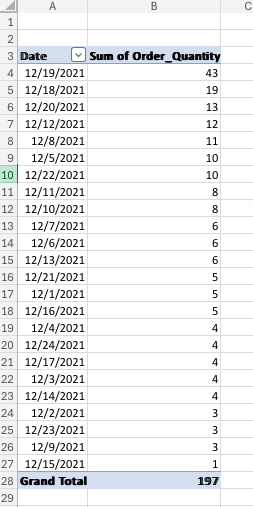 A B C
1
2
3 Date Sum of Order_Quantity
4 12/19/2021 43
5 12/18/2021 19
6 12/20/2021 13
7 12/12/2021 12
8 12/8/2021 11
9 12/5/2021 10
10 12/22/2021 10
11 12/11/2021 8
12 12/10/2021 8
13 12/7/2021 6
14 12/6/2021 6
15 12/13/2021 6
16 12/21/2021 5
17 12/1/2021 5
18 12/16/2021 5
19 12/4/2021 4
20 12/24/2021 4
21 12/17/2021 4
22 12/3/2021 4
23 12/14/2021 4
24 12/2/2021 3
25 12/23/2021 3
26 12/9/2021 3
27 12/15/2021 1
28 Grand Total 197
29